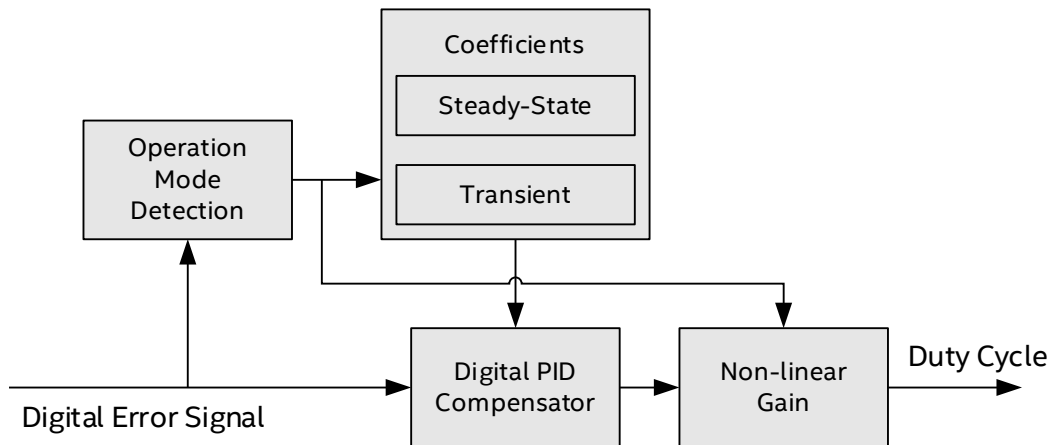 Coefficients
Steady-State
Operation
Mode
Detection
Transient
Digital Error Signal
Digital PID
Compensator
Non-linear
Gain
Duty Cycle